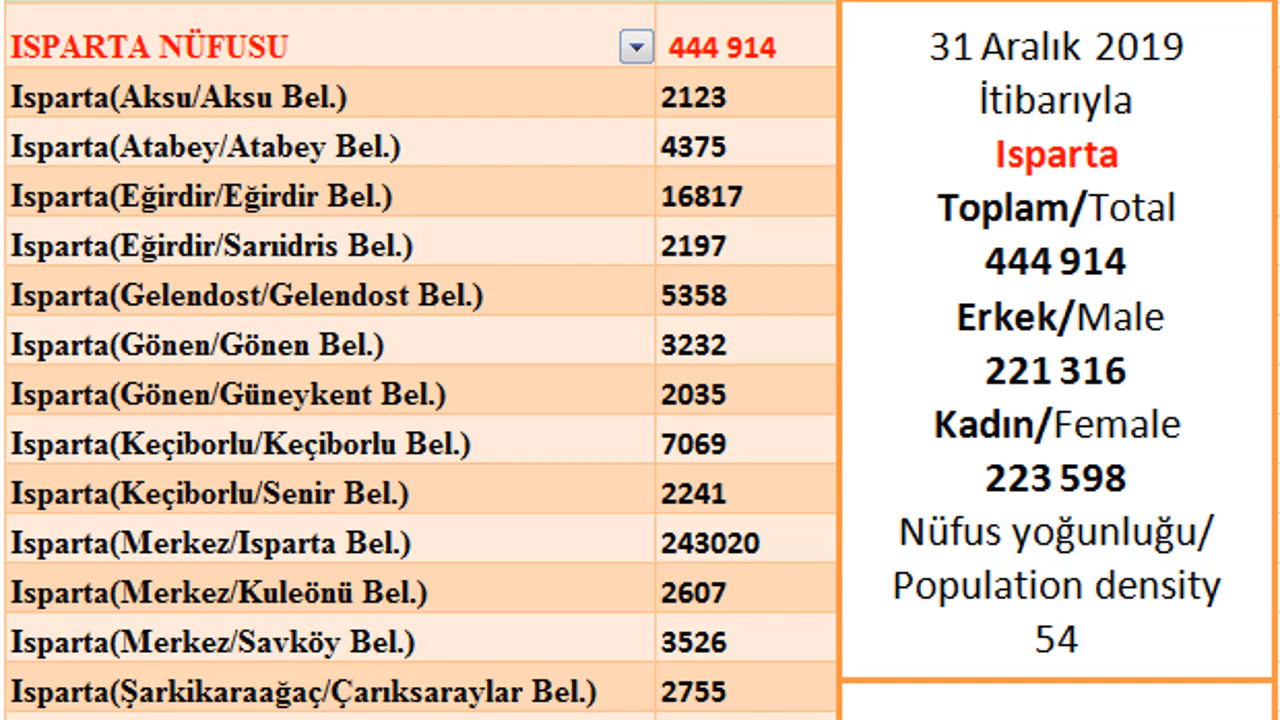 ISPARTA NÜFUSU 444 914
Isparta(Aksu/Aksu Bel.) 2123
Isparta(Atabey/Atabey Bel.) 4375
Isparta(Eğirdir/Eğirdir Bel.) 16817
Isparta(Eğirdir/Sarıidris Bel.) 2197
Isparta(Gelendost/Gelendost Bel.) 5358
Isparta(Gönen/Gönen Bel.) 3232
Isparta(Gönen/Güneykent Bel.) 2035
Isparta(Keçiborlu/Keçiborlu Bel.) 7069
Isparta(Keçiborlu/Senir Bel.) 2241
Isparta(Merkez/Isparta Bel.) 243020
Isparta(Merkez/Kuleönü Bel.) 2607
Isparta(Merkez/Savköy Bel.) 3526
Isparta(Şarkikaraağaç/Çarıksaraylar Bel.) 2755
31 Aralık 2019
İtibarıyla
Isparta
Toplam/Total
444 914
Erkek/Male
221 316
Kadın/Female
223 598
Nüfus yoğunluğu/
Population density
54